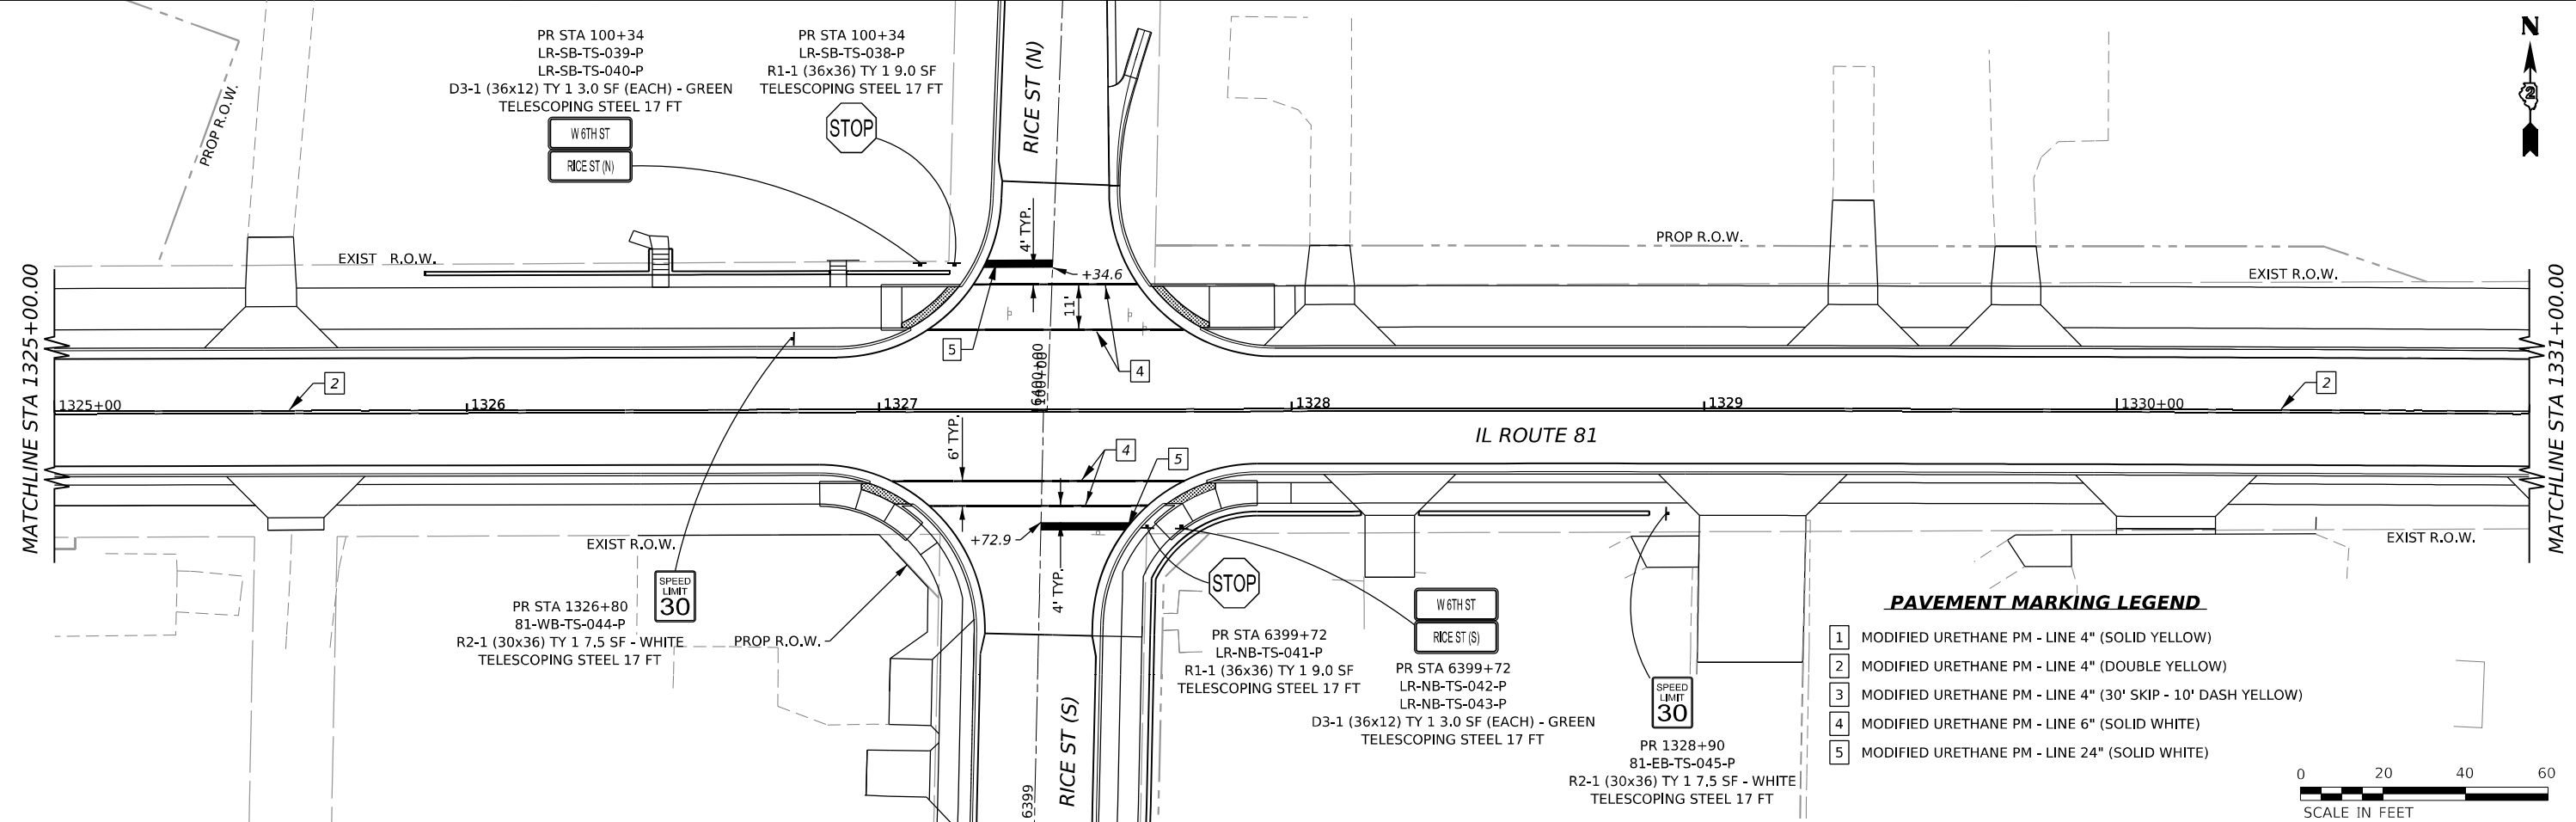 PR STA 100+34
LR-SB-TS-039-P
LR-SB-TS-040-P
D3-1 (36x12) TY 1 3.0 SF (EACH) - GREEN
TELESCOPING STEEL 17 FT
W 6TH ST
RICE ST (N)
PR STA 100+34
LR-SB-TS-038-P
R1-1 (36x36) TY 1 9.0 SF
TELESCOPING STEEL 17 FT
STOP
RICE ST (N)
N
2
PROP R.O.W.
EXIST R.O.W.
4' TYP.
+34.6
11'
PROP R.O.W.
EXIST R.O.W.
5
4
MATCHLINE STA 1325+00.00
2
1325+00
1326
1327
6400+00
100+00
1328
1329
1330+00
2
MATCHLINE STA 1331+00.00
IL ROUTE 81
6' TYP.
4
5
+72.9
4' TYP.
EXIST R.O.W.
EXIST R.O.W.
PROP R.O.W.
SPEED
LIMIT
30
PR STA 1326+80
81-WB-TS-044-P
R2-1 (30x36) TY 1 7.5 SF - WHITE
TELESCOPING STEEL 17 FT
6399
RICE ST (S)
STOP
PR STA 6399+72
LR-NB-TS-041-P
R1-1 (36x36) TY 1 9.0 SF
TELESCOPING STEEL 17 FT
W 6TH ST
RICE ST (S)
PR STA 6399+72
LR-NB-TS-042-P
LR-NB-TS-043-P
D3-1 (36x12) TY 1 3.0 SF (EACH) - GREEN
TELESCOPING STEEL 17 FT
SPEED
LIMIT
30
PR 1328+90
81-EB-TS-045-P
R2-1 (30x36) TY 1 7.5 SF - WHITE
TELESCOPING STEEL 17 FT
PAVEMENT MARKING LEGEND
1 MODIFIED URETHANE PM - LINE 4" (SOLID YELLOW)
2 MODIFIED URETHANE PM - LINE 4" (DOUBLE YELLOW)
3 MODIFIED URETHANE PM - LINE 4" (30' SKIP - 10' DASH YELLOW)
4 MODIFIED URETHANE PM - LINE 6" (SOLID WHITE)
5 MODIFIED URETHANE PM - LINE 24" (SOLID WHITE)
0 20 40 60
SCALE IN FEET